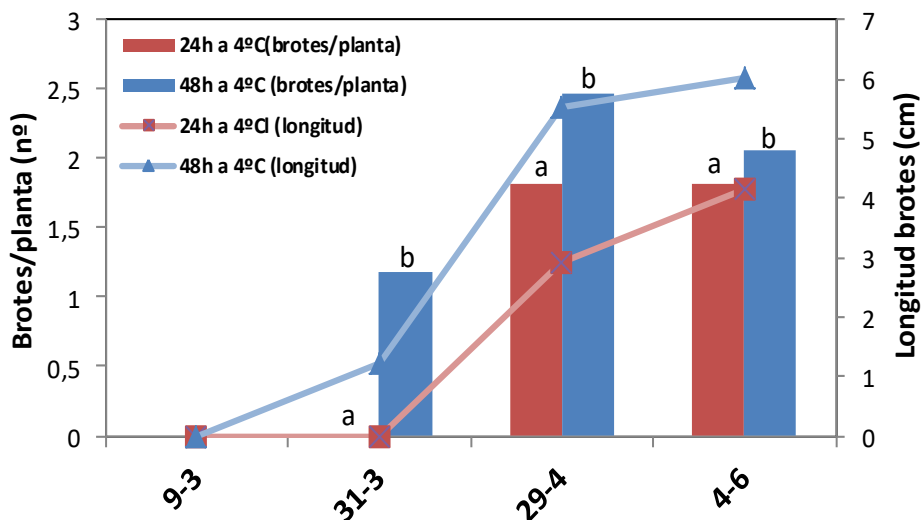 3
2,5
2
1,5
1
0,5
0
Brotes/planta (nº)
24h a 4ºC(brotes/planta)
48h a 4ºC (brotes/planta)
24h a 4ºCl (longitud)
48h a 4ºC (longitud)
a
b
a
b
a
b
7
6
5
4
3
2
1
0
Longitud brotes (cm)
9-3
31-3
29-4
4-6